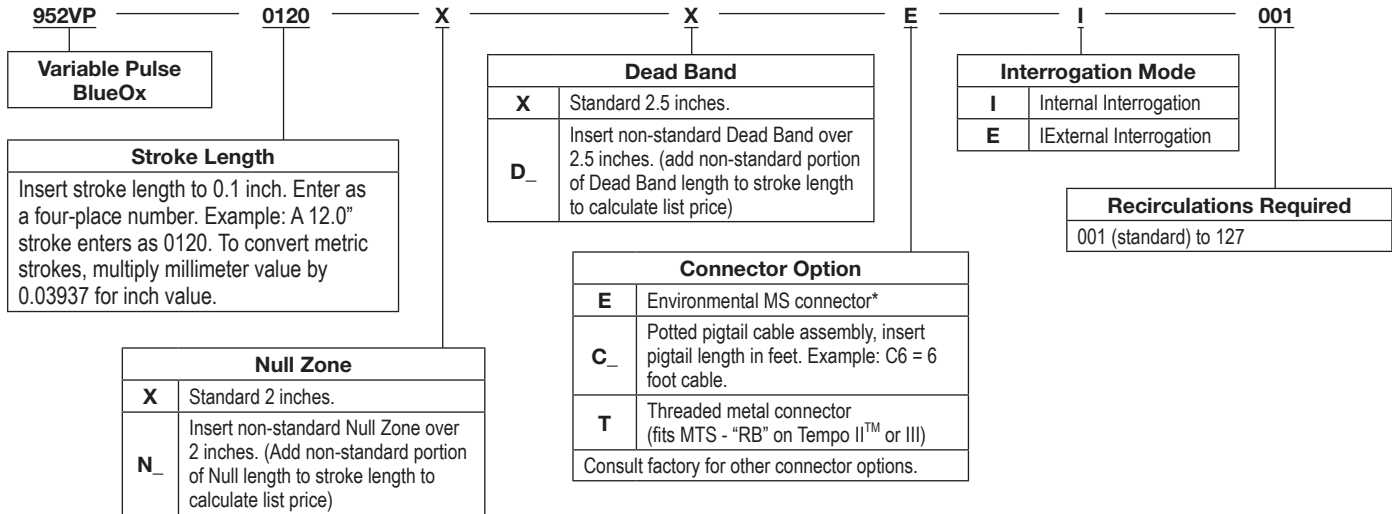 952VP 0120 X X E I 001
Variable Pulse
BlueOx
Stroke Length
Insert stroke length to 0.1 inch. Enter as
a four-place number. Example: A 12.0”
stroke enters as 0120. To convert metric
strokes, multiply millimeter value by
0.03937 for inch value.
Null Zone
X Standard 2 inches.
N_ Insert non-standard Null Zone over
2 inches. (Add non-standard portion
of Null length to stroke length to
calculate list price)
Dead Band
X Standard 2.5 inches.
D_ Insert non-standard Dead Band over
2.5 inches. (add non-standard portion
of Dead Band length to stroke length
to calculate list price)
Connector Option
E Environmental MS connector*
C_ Potted pigtail cable assembly, insert
pigtail length in feet. Example: C6 = 6
foot cable.
T Threaded metal connector
(fits MTS - “RB” on Tempo II™ or III)
Consult factory for other connector options.
Interrogation Mode
I Internal Interrogation
E IExternal Interrogation
Recirculations Required
001 (standard) to 127